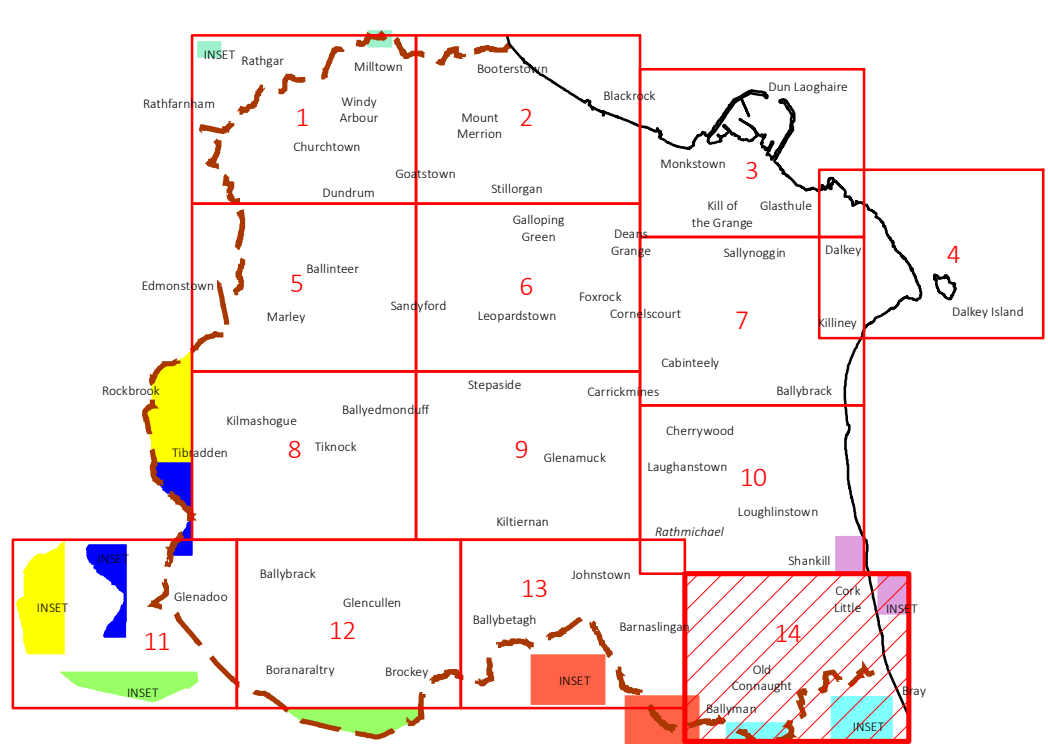 INSET
Rathgar
Milltown
Booterstown
Rathfarnham
Windy
Arbour
1
Churchtown
Mount
Merrion
2
Goatstown
Dundrum
Stillorgan
Blackrock
Dun Laoghaire
Monkstown
3
Kill of
the Grange
Glasthule
Galloping
Green
Deans
Grange
Sallynoggin
Dalkey
4
Dalkey Island
Killiney
Edmonstown
Ballinteer
5
Marley
Sandyford
6
Leopardstown
Foxrock
Cornelscourt
7
Cabinteely
Ballybrack
Rockbrook
Stepaside
Carrickmines
Kilmashogue
Ballyedmonduff
Tibradden
8
Tiknock
9
Glenamuck
Kiltiernan
Cherrywood
Laughanstown
10
Loughlinstown
Rathmichael
Shankill
INSET
INSET
Glenadoo
11
INSET
Ballybrack
Glencullen
12
Boranaraltry
Brockey
13
Johnstown
Ballybetagh
Barnaslingan
INSET
Cork
Little
INSET
14
Old
Connaught
Ballyman
Bray
INSET